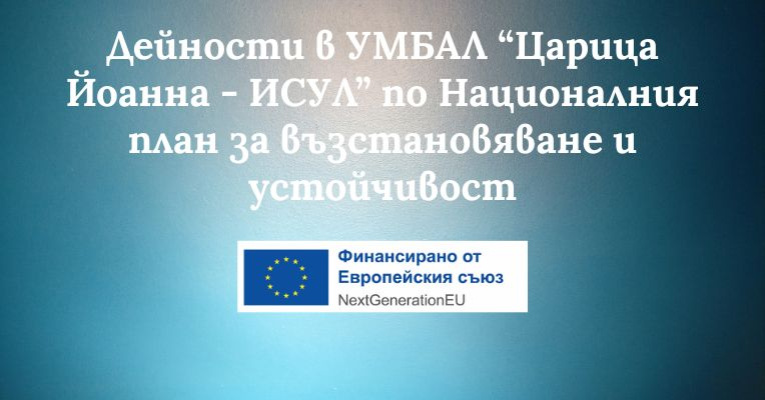 Дейности в УМБАЛ “Царица
Йоанна - ИСУЛ” по Националния
план за възстановяване и
устойчивост
Финансирано от
Европейския съюз
NextGenerationEU